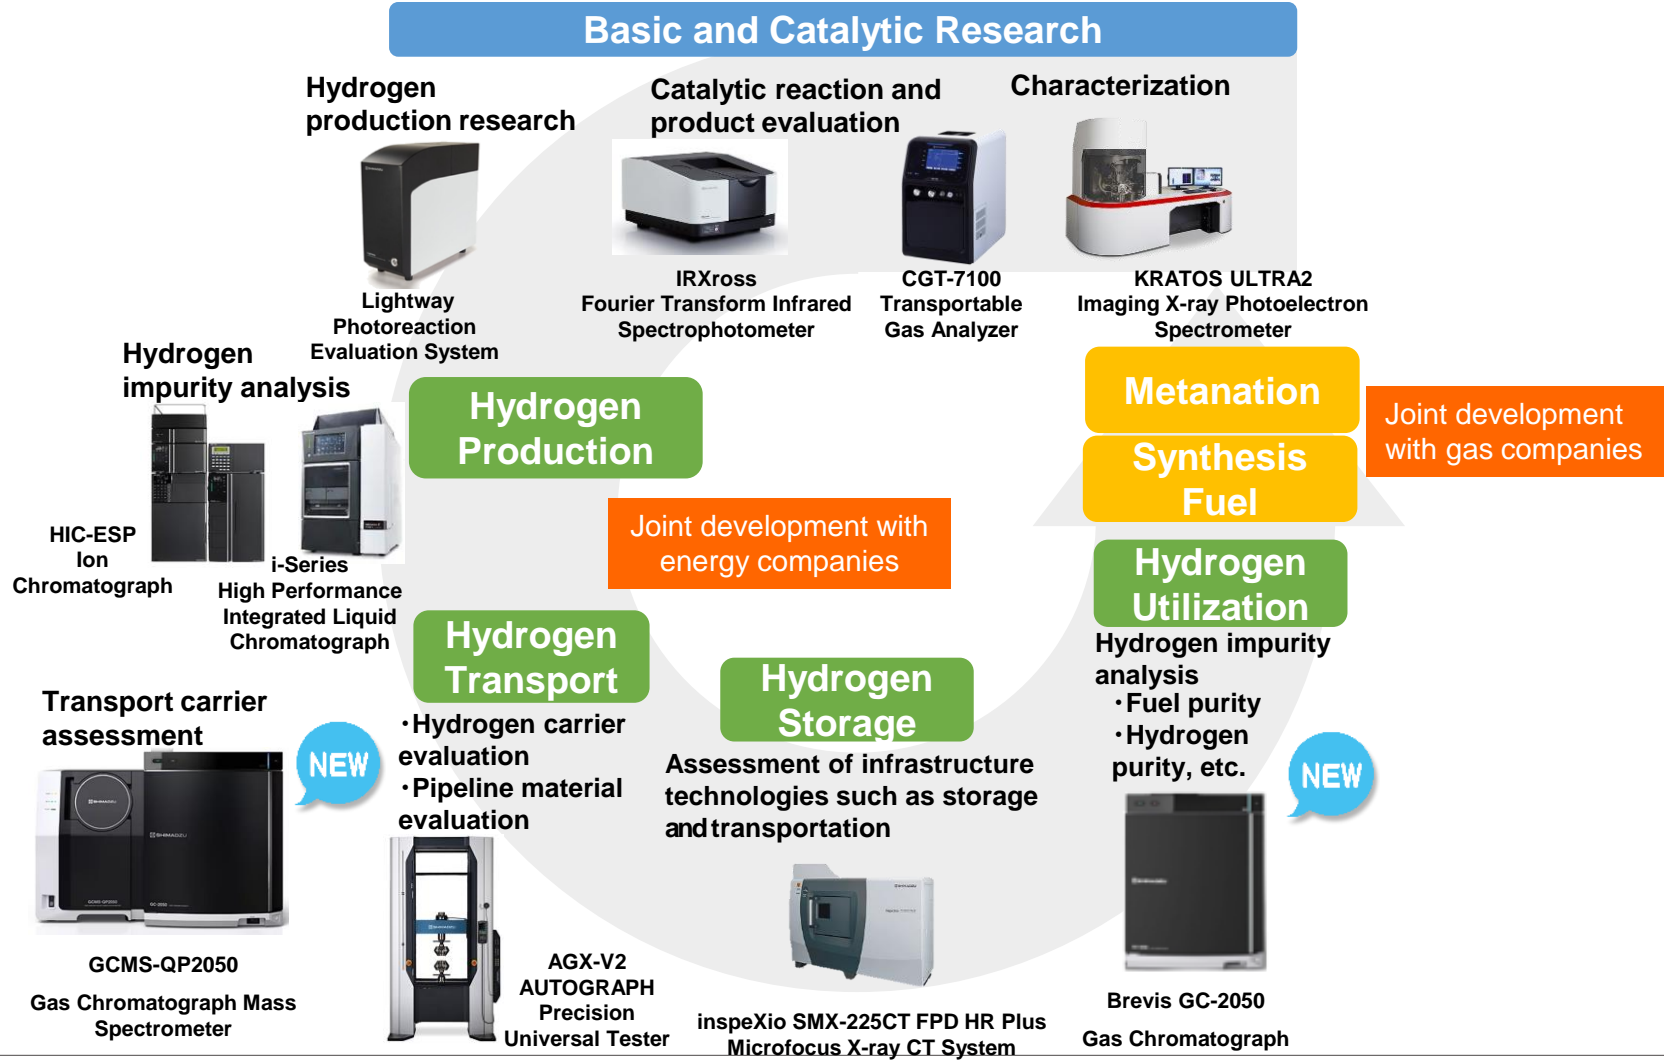 Basic and Catalytic Research
Hydrogen
production research
Catalytic reaction and
product evaluation
Characterization
Lightway
Photoreaction
Evaluation System
IRXross
Fourier Transform Infrared
Spectrophotometer
CGT-7100
Transportable
Gas Analyzer
KRATOS ULTRA2
Imaging X-ray Photoelectron
Spectrometer
Hydrogen
impurity analysis
HIC-ESP
Ion
Chromatograph
i-Series
High Performance
Integrated Liquid
Chromatograph
Hydrogen
Production
Joint development with
energy companies
Metanation
Synthesis
Fuel
Joint development
with gas companies
Hydrogen
Utilization
Hydrogen impurity
analysis
・Fuel purity
・Hydrogen
purity, etc.
NEW
Brevis GC-2050
Gas Chromatograph
Hydrogen
Transport
・Hydrogen carrier
evaluation
・Pipeline material
evaluation
AGX-V2
AUTOGRAPH
Precision
Universal Tester
Hydrogen
Storage
Assessment of infrastructure
technologies such as storage
and transportation
inspeXio SMX-225CT FPD HR Plus
Microfocus X-ray CT System
Transport carrier
assessment
NEW
SHIMADZU
SHIMADZU
GCMS-QP2050
GC-2050
GCMS-QP2050
Gas Chromatograph Mass
Spectrometer